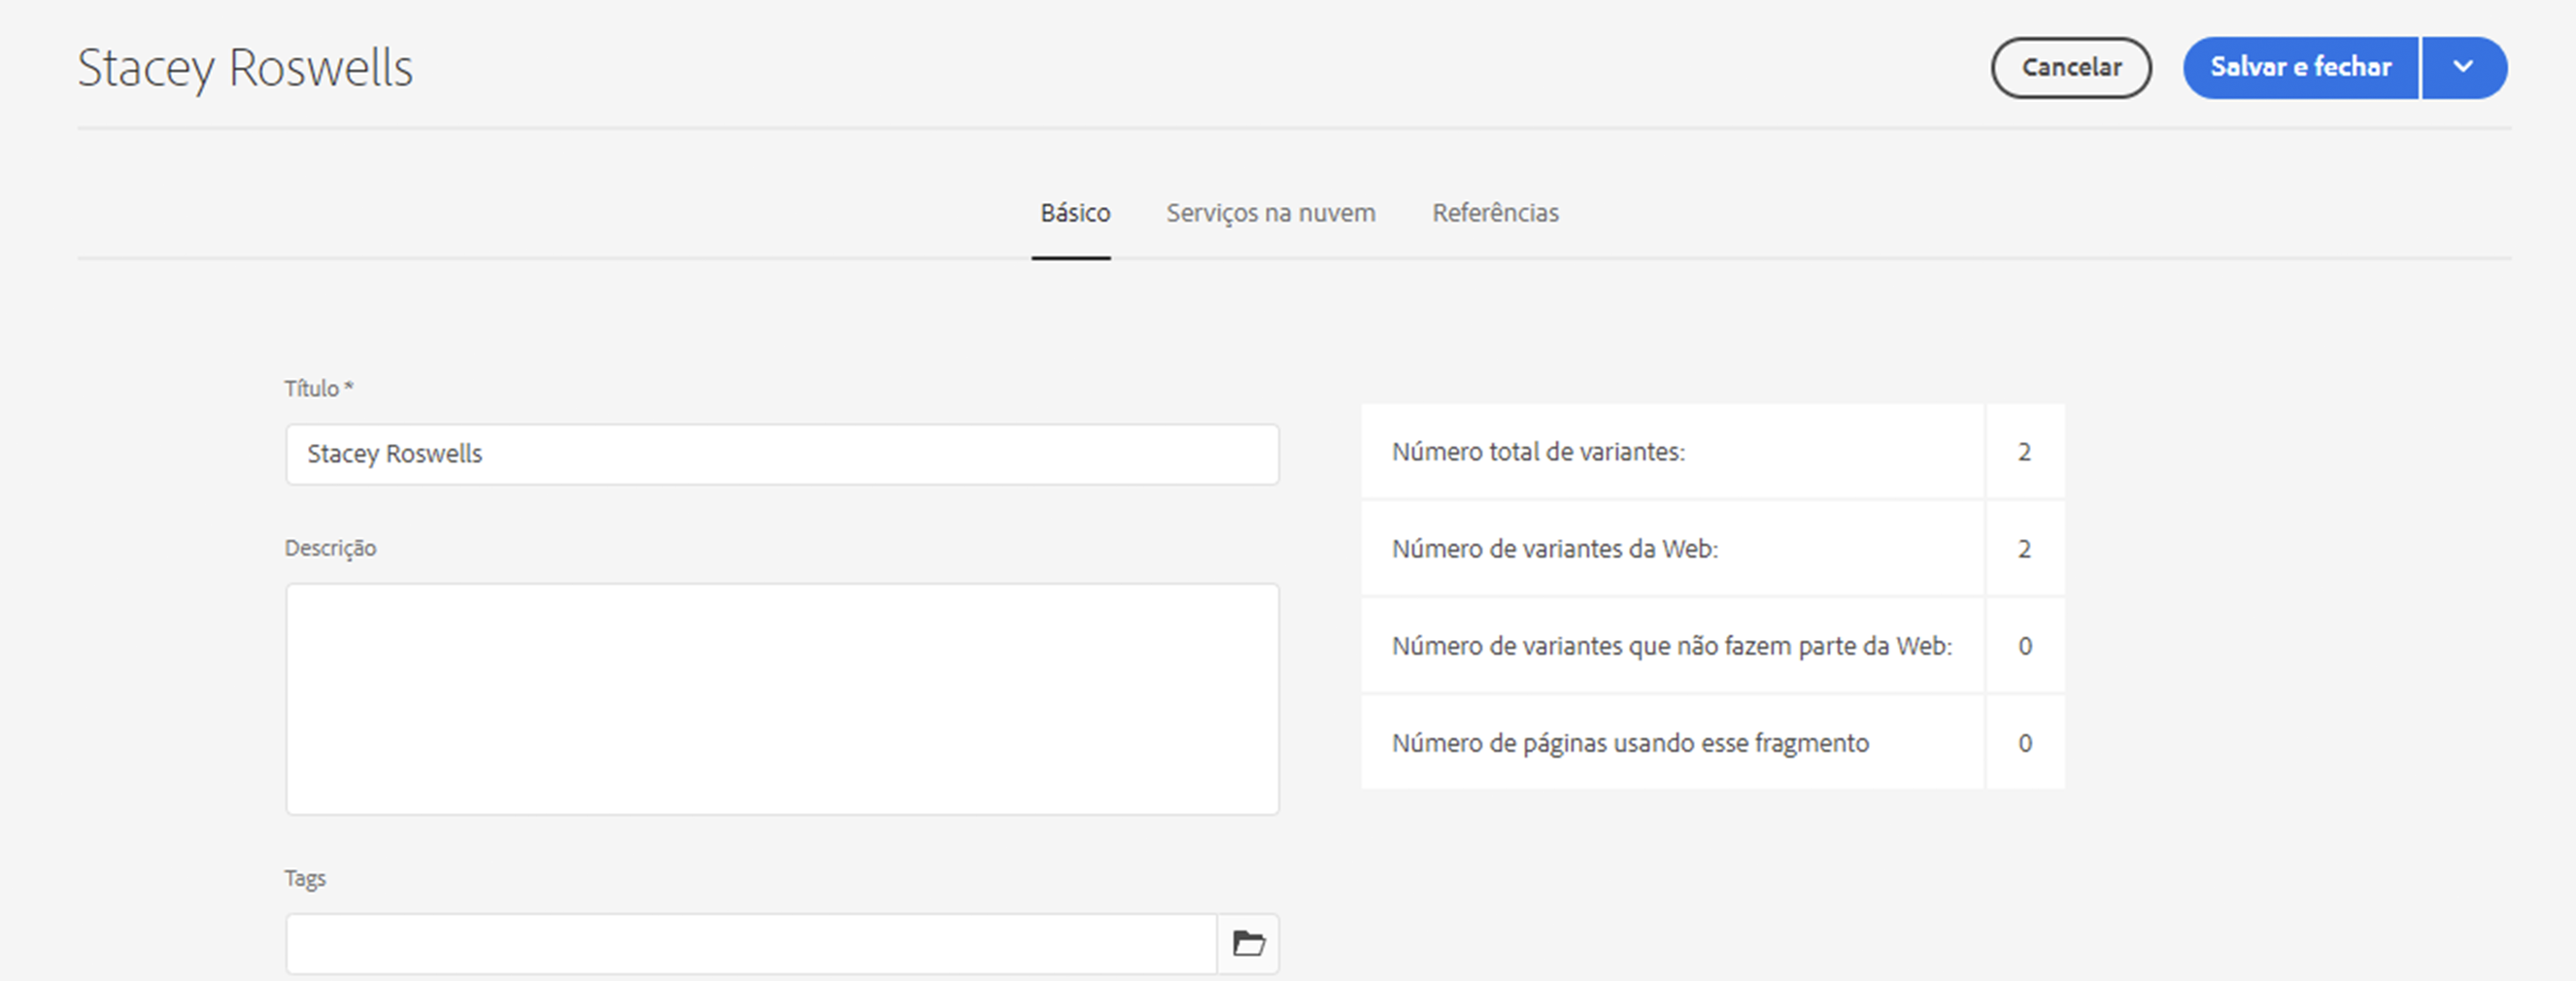 Stacey Roswells
Cancelar
Salvar e fechar
Básico
Serviços na nuvem
Referências
Título *
Stacey Roswells
Descrição
Tags
Número total de variantes: 2
Número de variantes da Web: 2
Número de variantes que não fazem parte da Web: 0
Número de páginas usando esse fragmento 0